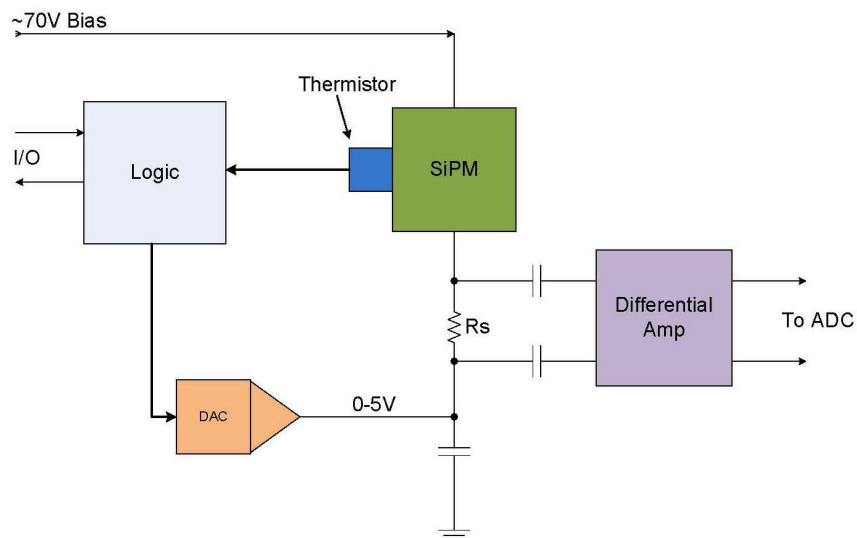 ~70V Bias
Thermistor
I/O
Logic
SiPM
Differential
Amp
To ADC
Rs
DAC
0-5V